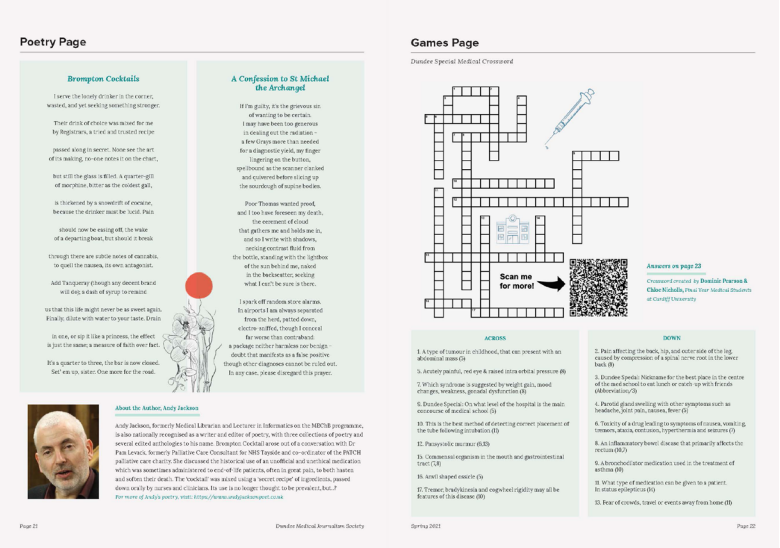 Poetry Page
Brompton Cocktails
I serve the lonely drinker in the corner,
wasted, and yet seeking something stronger.
Their drink of choice was mixed for me
by Registrars, a tried and trusted recipe
passed along in secret. None see the art
of its making, no-one notes it on the chart,
but still the glass is filled. A quarter-gill
of morphine, bitter as the coldest gall,
is thickened by a snowdrift of cocaine,
because the drinker must be lucid. Pain
should now be easing off, the wake
of a departing boat, but should it break
through there are subtle notes of cannabis,
to quell the nausea, its own antagonist.
Add Tanqueray (though any decent brand
will do); a dash of syrup to remind
us that this night might never be as sweet again.
Finally, dilute with water to your taste. Drain
in one, or sip it like a princess, the effect
is just the same; a measure of faith over fact.
It's a quarter to three, the bar is now closed.
Set' em up, sister. One more for the road.
A Confession to St Michael
the Archangel
If I'm guilty, it's the grievous sin
of wanting to be certain.
I may have been too generous
in dealing out the radiation –
a few Grays more than needed
for a diagnostic yield, my finger
lingering on the button,
spellbound as the scanner clanked
and quivered before slicing up
the sourdough of supine bodies.
Poor Thomas wanted proof,
and I too have foreseen my death,
the cerement of cloud
that gathers me and holds me in,
and so I write with shadows,
necking contrast fluid from
the bottle, standing with the lightbox
of the sun behind me, naked
in the backscatter, seeking
what I can't be sure is there.
I spark off random store alarms.
In airports I am always separated
from the herd, patted down,
electro-sniffed, though I conceal
far worse than contraband:
a package neither harmless nor benign –
doubt that manifests as a false positive
though other diagnoses cannot be ruled out.
In any case, please disregard this prayer.
About the Author, Andy Jackson
Andy Jackson, formerly Medical Librarian and Lecturer in Informatics on the MBChB programme,
is also nationally recognised as a writer and editor of poetry, with three collections of poetry and
several edited anthologies to his name. Brompton Cocktail arose out of a conversation with Dr
Pam Levack, formerly Palliative Care Consultant for NHS Tayside and co-ordinator of the PATCH
palliative care charity. She discussed the historical use of an unofficial and unethical medication
which was sometimes administered to end-of-life patients, often in great pain, to both hasten
and soften their death. The 'cocktail' was mixed using a 'secret recipe' of ingredients, passed
down orally by nurses and clinicians. Its use is no longer thought to be prevalent, but...?
For more of Andy's poetry, visit: https://www.andyjacksonpoet.co.uk
Page 21
Dundee Medical Journalism Society
Games Page
Dundee Special Medical Crossword
Scan me
for more!
Answers on page 23
Crossword created by Dominic Pearson &
Chloe Nicholls, Final Year Medical Students
at Cardiff University
ACROSS
1. A type of tumour in childhood, that can present with an
abdominal mass (5)
5. Acutely painful, red eye & raised intraocular pressure (8)
7. Which syndrome is suggested by weight gain, mood
changes, weakness, gonadal dysfunction (8)
9. Dundee Special: On what level of the hospital is the main
concourse of medical school (5)
10. This is the best method of detecting correct placement of
the tube following intubation (11)
12. Pansystolic murmur (6,13)
15. Commensal organism in the mouth and gastrointestinal
tract (7,8)
16. Anvil shaped ossicle (5)
17. Tremor, bradykinesia and cogwheel rigidity may all be
features of this disease (10)
DOWN
2. Pain affecting the back, hip, and outer side of the leg,
caused by compression of a spinal nerve root in the lower
back (8)
3. Dundee Special: Nickname for the best place in the centre
of the med school to eat lunch or catch-up with friends
(Abbreviation/3)
4. Parotid gland swelling with other symptoms such as
headache, joint pain, nausea, fever (5)
6. Toxicity of a drug leading to symptoms of nausea, vomiting,
tremors, ataxia, confusion, hyperthermia and seizures (7)
8. An inflammatory bowel disease that primarily affects the
rectum (10,7)
9. A bronchodilator medication used in the treatment of
asthma (10)
11. What type of medication can be given to a patient
in status epilepticus (14)
13. Fear of crowds, travel or events away from home (11)
Spring 2021
Page 22